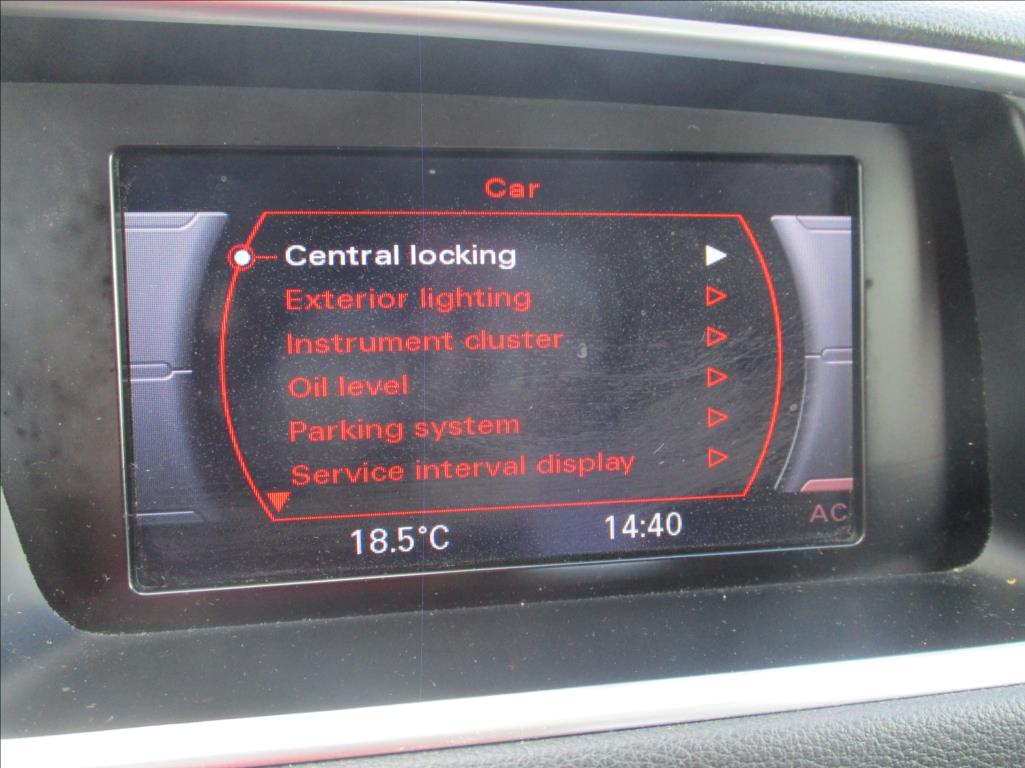 Car
Central locking
Exterior lighting
Instrument cluster
Oil level
Parking system
Service interval display
18.5°C
14:40
AC